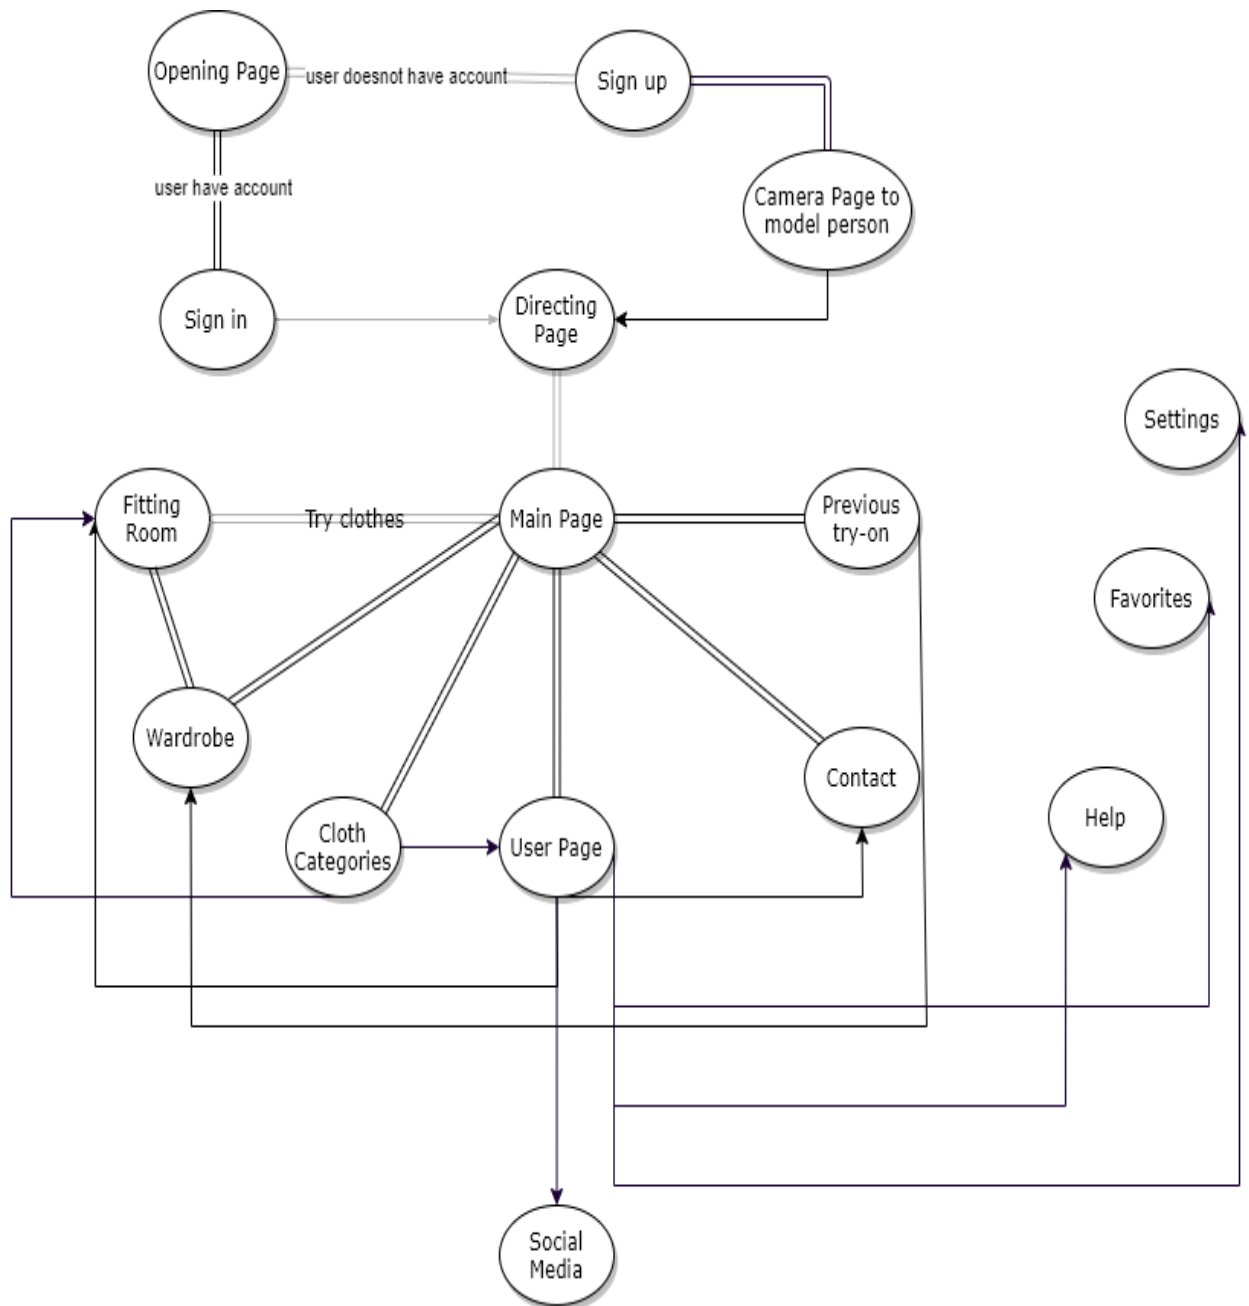 Opening Page
user doesnot have account
Sign up
user have account
Camera Page to
model person
Sign in
Directing
Page
Settings
Fitting
Room
Try clothes
Main Page
Previous
try-on
Favorites
Wardrobe
Contact
Cloth
Categories
User Page
Help
Social
Media